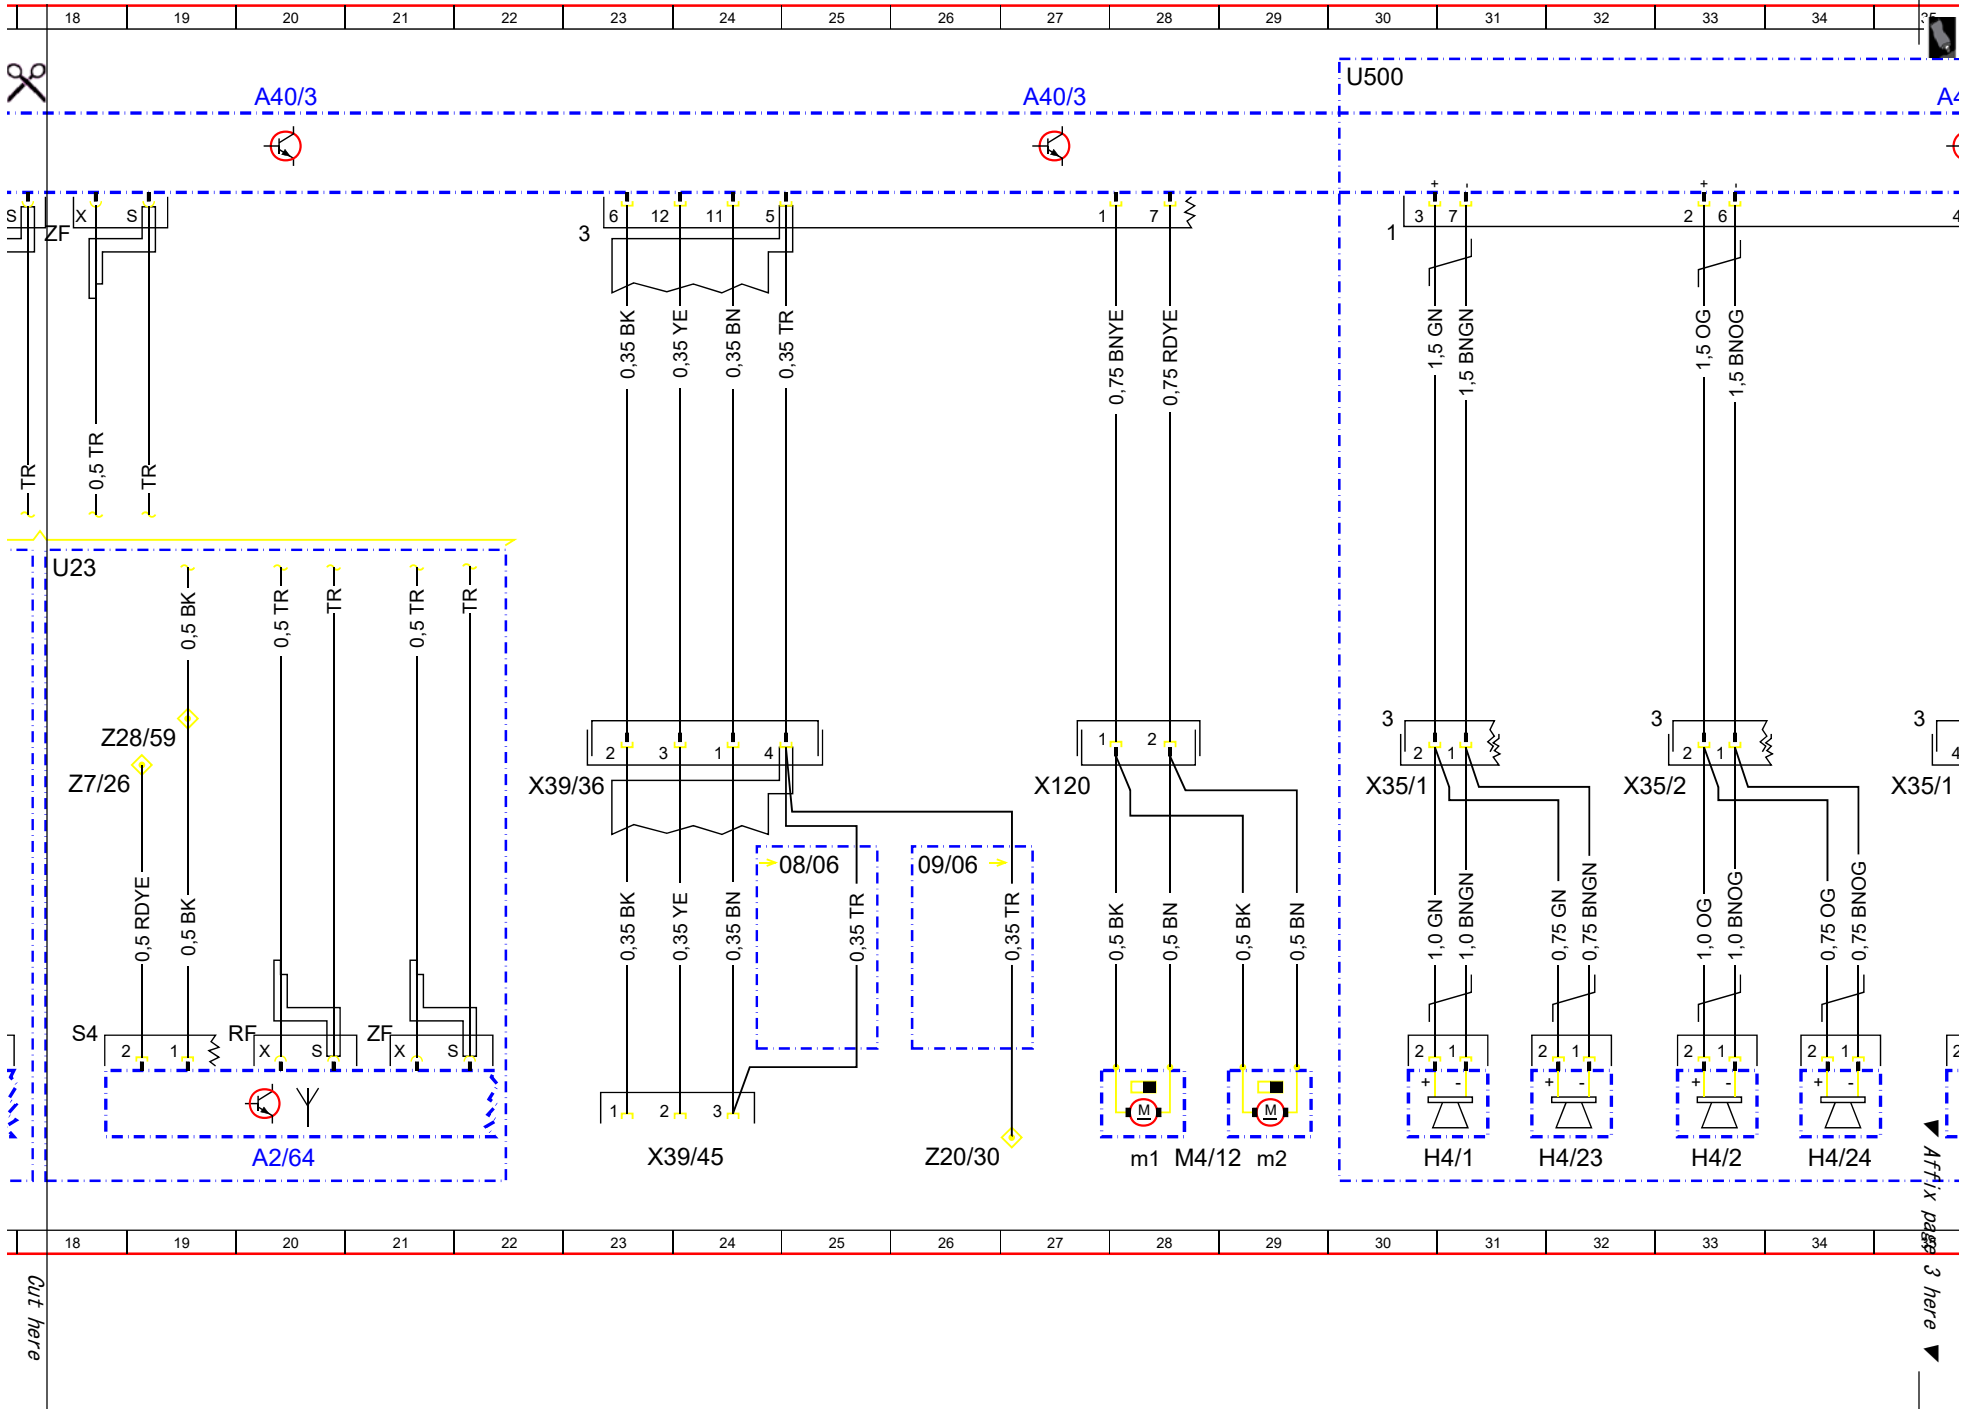 18 19 20 21 22 23 24 25 26 27 28 29 30 31 32 33 34 35
U500
A40/3 A40/3 A4
+ - + -
S X S 6 12 11 5 1 7 3 7 2 6 4
ZF 3 1
0,35 BK 0,35 YE 0,35 BN 0,35 TR 0,75 BNYE 0,75 RDYE 1,5 GN 1,5 BNGN 1,5 OG 1,5 BNOG
TR 0,5 TR TR
U23
0,5 BK 0,5 TR TR 0,5 TR TR
3 3 3
Z28/59 2 3 1 4 1 2 2 1 2 1 4
Z7/26 X39/36 X120 X35/1 X35/2 X35/1
08/06 09/06
0,5 RDYE 0,5 BK 0,35 BK 0,35 YE 0,35 BN 0,35 TR 0,35 TR 0,5 BK 0,5 BN 0,5 BK 0,5 BN 1,0 GN 1,0 BNGN 0,75 GN 0,75 BNGN 1,0 OG 1,0 BNOG 0,75 OG 0,75 BNOG
S4 RF ZF
2 1 X S X S 2 1 2 1 2 1 2 1 2
+ - + - + - + -
1 2 3 M M
A2/64 X39/45 Z20/30 m1 M4/12 m2 H4/1 H4/23 H4/2 H4/24
18 19 20 21 22 23 24 25 26 27 28 29 30 31 32 33 34 35
Cut here
Affix page 3 here